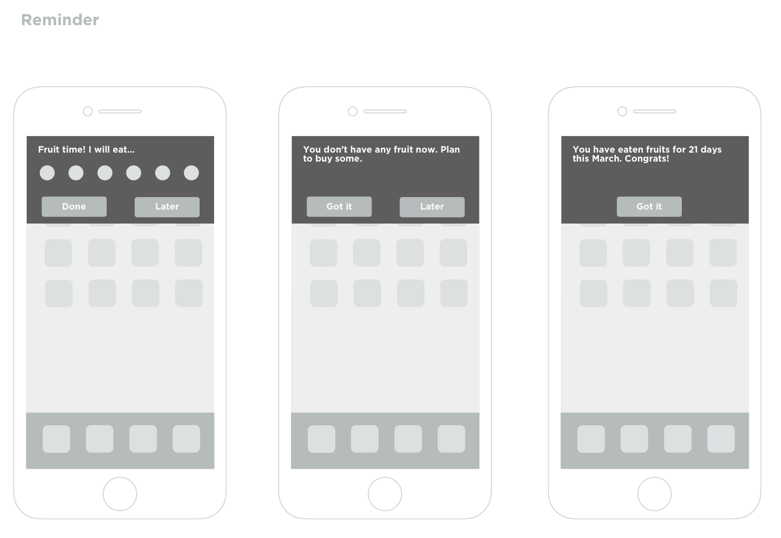 Reminder
Fruit time! I will eat...
Done
Later
You don't have any fruit now. Plan
to buy some.
Got it
Later
You have eaten fruits for 21 days
this March. Congrats!
Got it